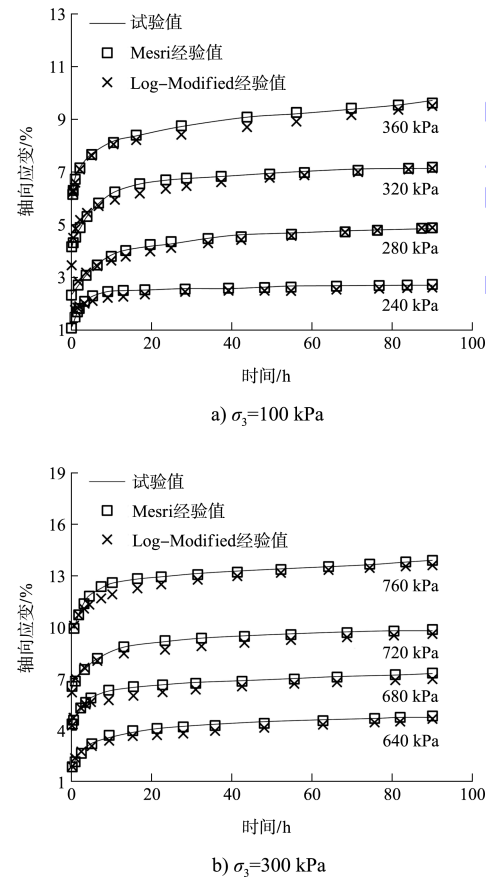 13
11
9
7
5
3
1
轴向应变/%
试验值
Mesri经验值
Log-Modified经验值
360 kPa
320 kPa
280 kPa
240 kPa
0 20 40 60 80 100
时间/h
a) σ3=100 kPa
19
16
13
10
7
4
1
轴向应变/%
试验值
Mesri经验值
Log-Modified经验值
760 kPa
720 kPa
680 kPa
640 kPa
0 20 40 60 80 100
时间/h
b) σ3=300 kPa